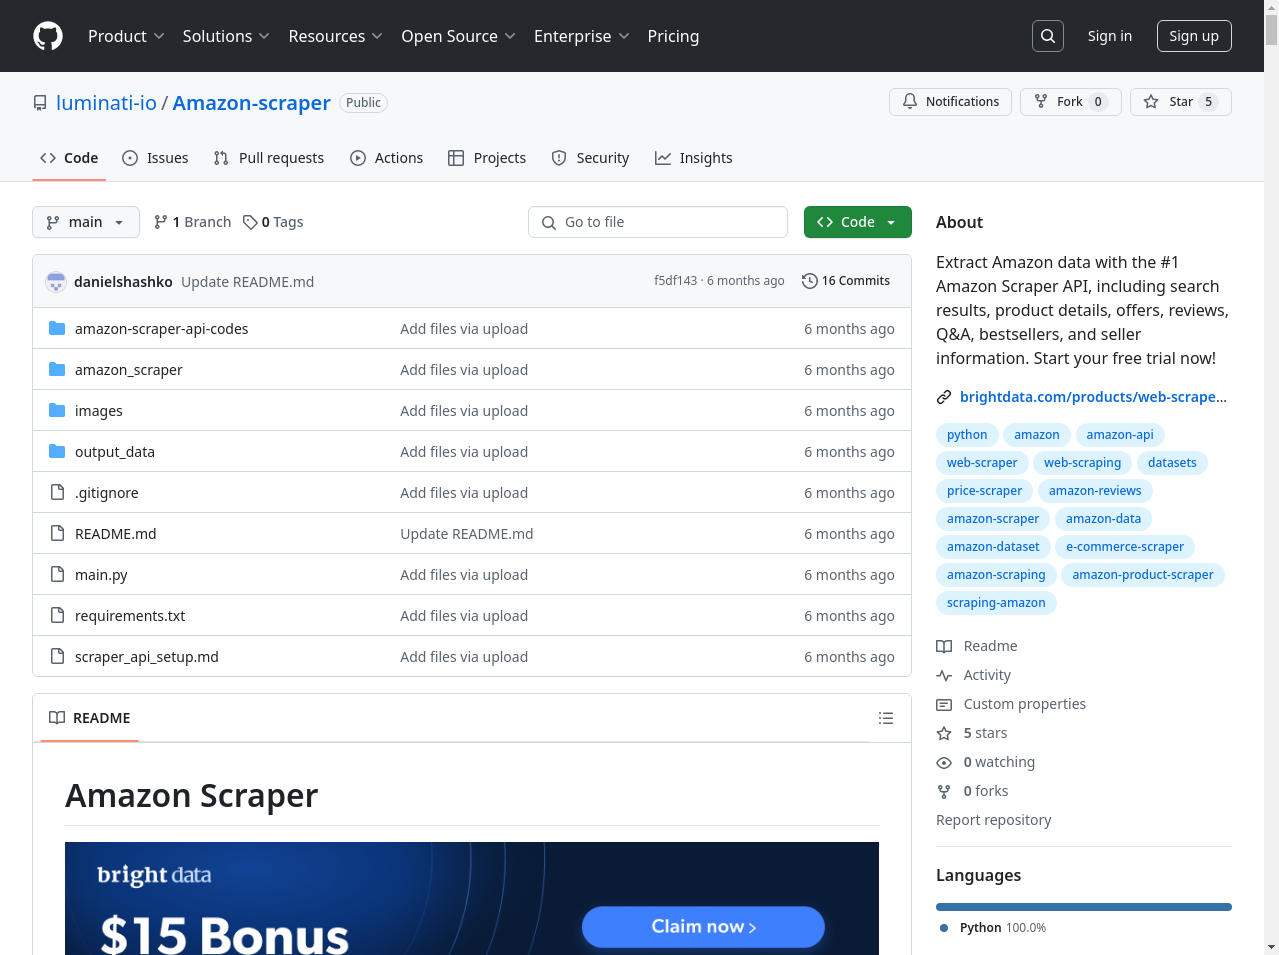 Product Solutions Resources Open Source Enterprise Pricing Sign in Sign up
luminati-io / Amazon-scraper Public Notifications Fork 0 Star 5
Code Issues Pull requests Actions Projects Security Insights
main 1 Branch 0 Tags Go to file Code
danielshashko Update README.md f5df143 · 6 months ago 16 Commits
amazon-scraper-api-codes Add files via upload 6 months ago
amazon_scraper Add files via upload 6 months ago
images Add files via upload 6 months ago
output_data Add files via upload 6 months ago
.gitignore Add files via upload 6 months ago
README.md Update README.md 6 months ago
main.py Add files via upload 6 months ago
requirements.txt Add files via upload 6 months ago
scraper_api_setup.md Add files via upload 6 months ago
README
Amazon Scraper
bright data
$15 Bonus
Claim now >
About
Extract Amazon data with the #1
Amazon Scraper API, including search
results, product details, offers, reviews,
Q&A, bestsellers, and seller
information. Start your free trial now!
brightdata.com/products/web-scrape...
python amazon amazon-api
web-scraper web-scraping datasets
price-scraper amazon-reviews
amazon-scraper amazon-data
amazon-dataset e-commerce-scraper
amazon-scraping amazon-product-scraper
scraping-amazon
Readme
Activity
Custom properties
5 stars
0 watching
0 forks
Report repository
Languages
Python 100.0%